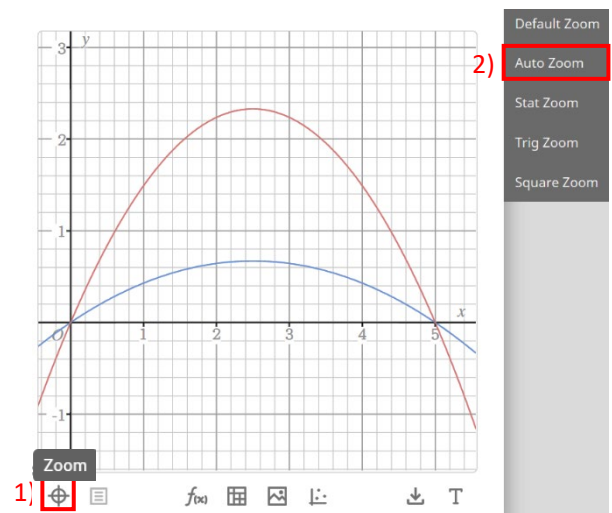 Default Zoom
2) Auto Zoom
Stat Zoom
Trig Zoom
Square Zoom
y
3
2
1
x
O 1 2 3 4 5
-1
Zoom
1)
f(x)
T